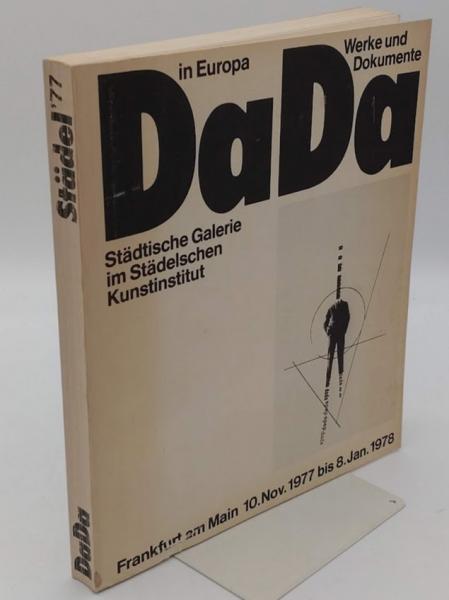 in Europa
Werke und
Dokumente
DaDa
Städtische Galerie
im Städelschen
Kunstinstitut
Frankfurt am Main 10. Nov. 1977 bis 8. Jan. 1978
Städel '77
DaDa